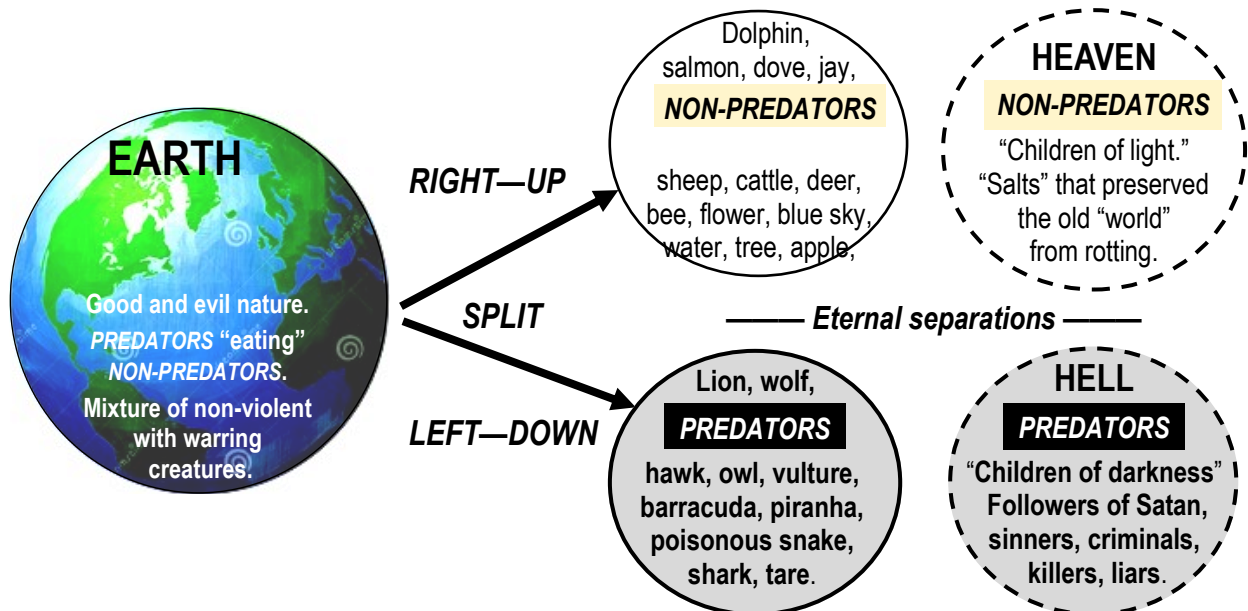 EARTH
Good and evil nature.
PREDATORS “eating”
NON-PREDATORS.
Mixture of non-violent
with warring
creatures.
RIGHT—UP
SPLIT
LEFT—DOWN
Dolphin,
salmon, dove, jay,
NON-PREDATORS
sheep, cattle, deer,
bee, flower, blue sky,
water, tree, apple,
HEAVEN
NON-PREDATORS
“Children of light.”
“Salts” that preserved
the old “world”
from rotting.
——— Eternal separations ———
Lion, wolf,
PREDATORS
hawk, owl, vulture,
barracuda, piranha,
poisonous snake,
shark, tare.
HELL
PREDATORS
“Children of darkness”
Followers of Satan,
sinners, criminals,
killers, liars.